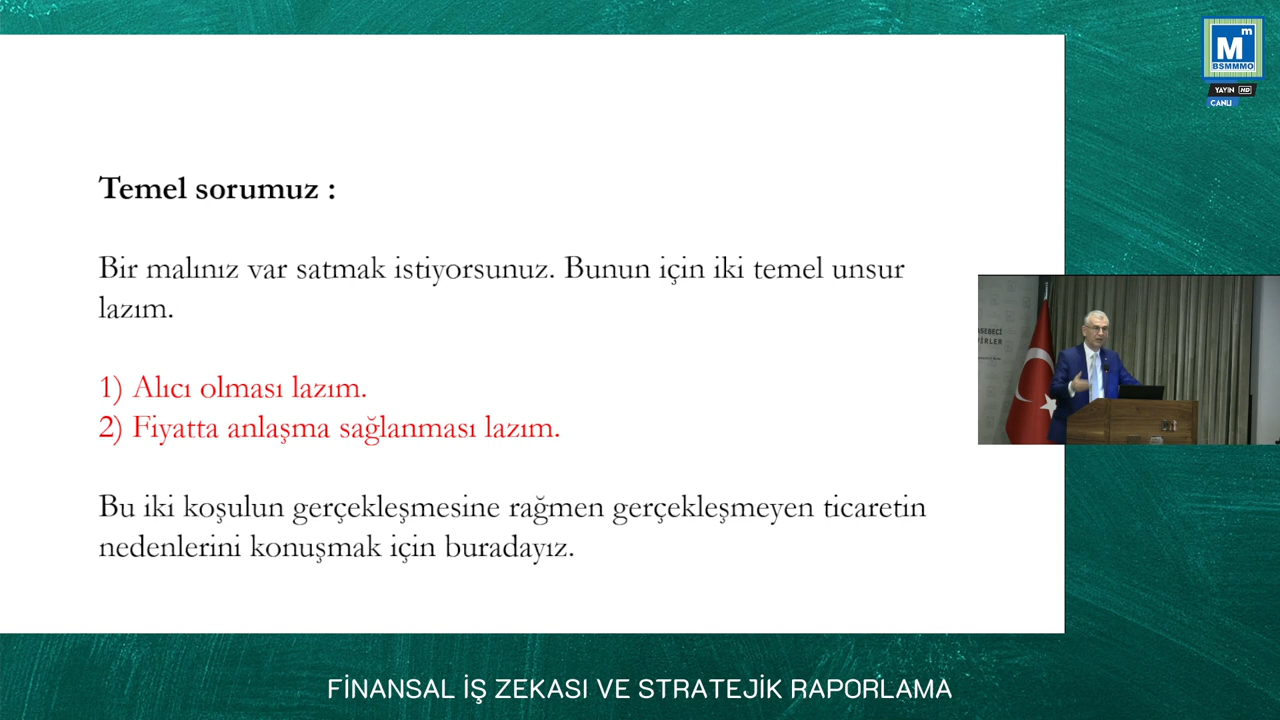 Temel sorumuz :
Bir malınız var satmak istiyorsunuz. Bunun için iki temel unsur
lazım.
1) Alıcı olması lazım.
2) Fiyatta anlaşma sağlanması lazım.
Bu iki koşulun gerçekleşmesine rağmen gerçekleşmeyen ticaretin
nedenlerini konuşmak için buradayız.
Mm
BSMMMO
YAYIN HD
CANLI
FİNANSAL İŞ ZEKASI VE STRATEJİK RAPORLAMA